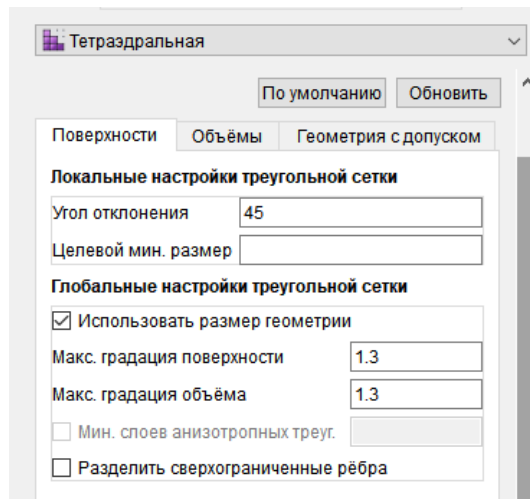 Тетраэдральная
По умолчанию Обновить
Поверхности Объёмы Геометрия с допуском
Локальные настройки треугольной сетки
Угол отклонения 45
Целевой мин. размер
Глобальные настройки треугольной сетки
Использовать размер геометрии
Макс. градация поверхности 1.3
Макс. градация объёма 1.3
Мин. слоев анизотропных треуг.
Разделить сверхограниченные рёбра